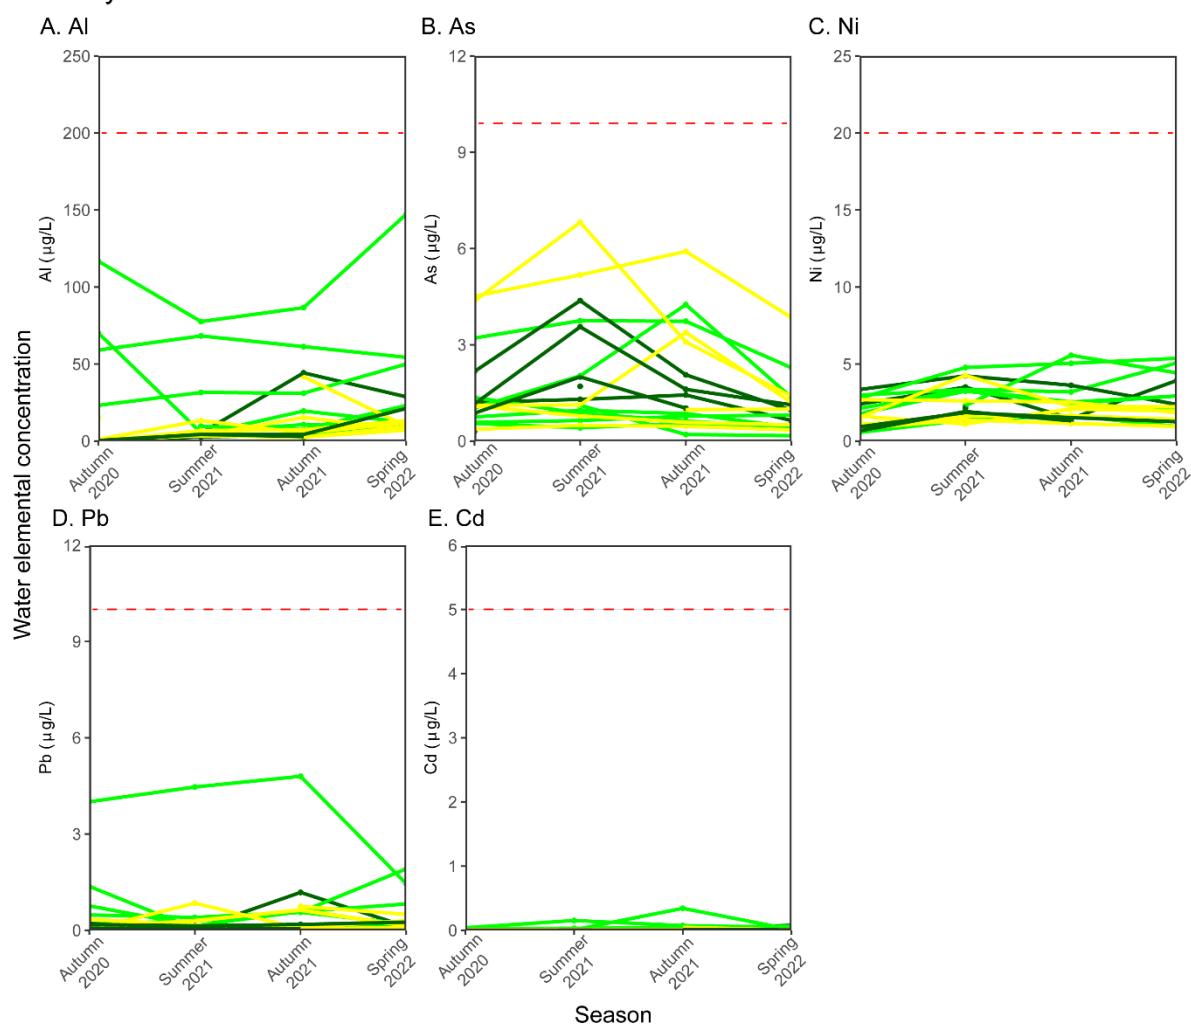 A. Al
B. As
C. Ni
250
200
150
100
50
0
Al (µg/L)
Autumn
2020
Summer
2021
Autumn
2021
Spring
2022
12
9
6
3
0
As (µg/L)
Autumn
2020
Summer
2021
Autumn
2021
Spring
2022
25
20
15
10
5
0
Ni (µg/L)
Autumn
2020
Summer
2021
Autumn
2021
Spring
2022
Water elemental concentration
D. Pb
E. Cd
12
9
6
3
0
Pb (µg/L)
Autumn
2020
Summer
2021
Autumn
2021
Spring
2022
6
5
4
3
2
1
0
Cd (µg/L)
Autumn
2020
Summer
2021
Autumn
2021
Spring
2022
Season